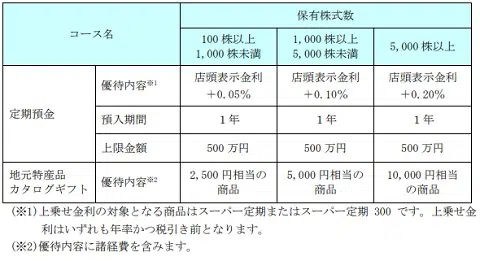 コース名
保有株式数
100 株以上
1,000 株未満
1,000 株以上
5,000 株未満
5,000 株以上
定期預金
優待内容※1
店頭表示金利
+0.05%
店頭表示金利
+0.10%
店頭表示金利
+0.20%
預入期間
1 年
1 年
1 年
上限金額
500 万円
500 万円
500 万円
地元特産品
カタログギフト
優待内容※2
2,500 円相当の
商品
5,000 円相当の
商品
10,000 円相当の
商品
(※1)上乗せ金利の対象となる商品はスーパー定期またはスーパー定期 300 です。上乗せ金
利はいずれも年率かつ税引き前となります。
(※2)優待内容に諸経費を含みます。